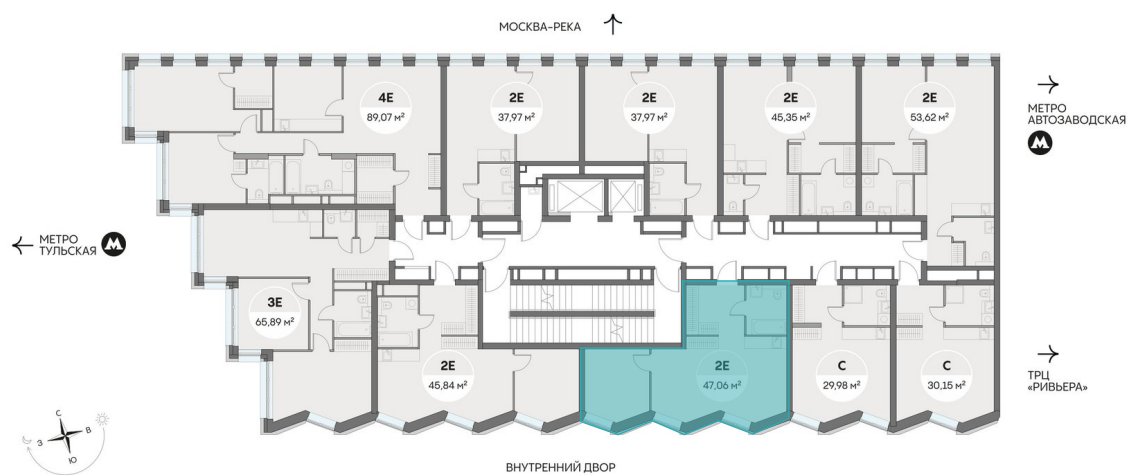 МОСКВА-РЕКА
4Е
89,07 м²
2Е
37,97 м²
2Е
37,97 м²
2Е
45,35 м²
2Е
53,62 м²
МЕТРО
АВТОЗАВОДСКАЯ
МЕТРО
ТУЛЬСКАЯ
3Е
65,89 м²
2Е
45,84 м²
2Е
47,06 м²
С
29,98 м²
С
30,15 м²
ТРЦ
«РИВЬЕРА»
С
З
В
Ю
ВНУТРЕННИЙ ДВОР